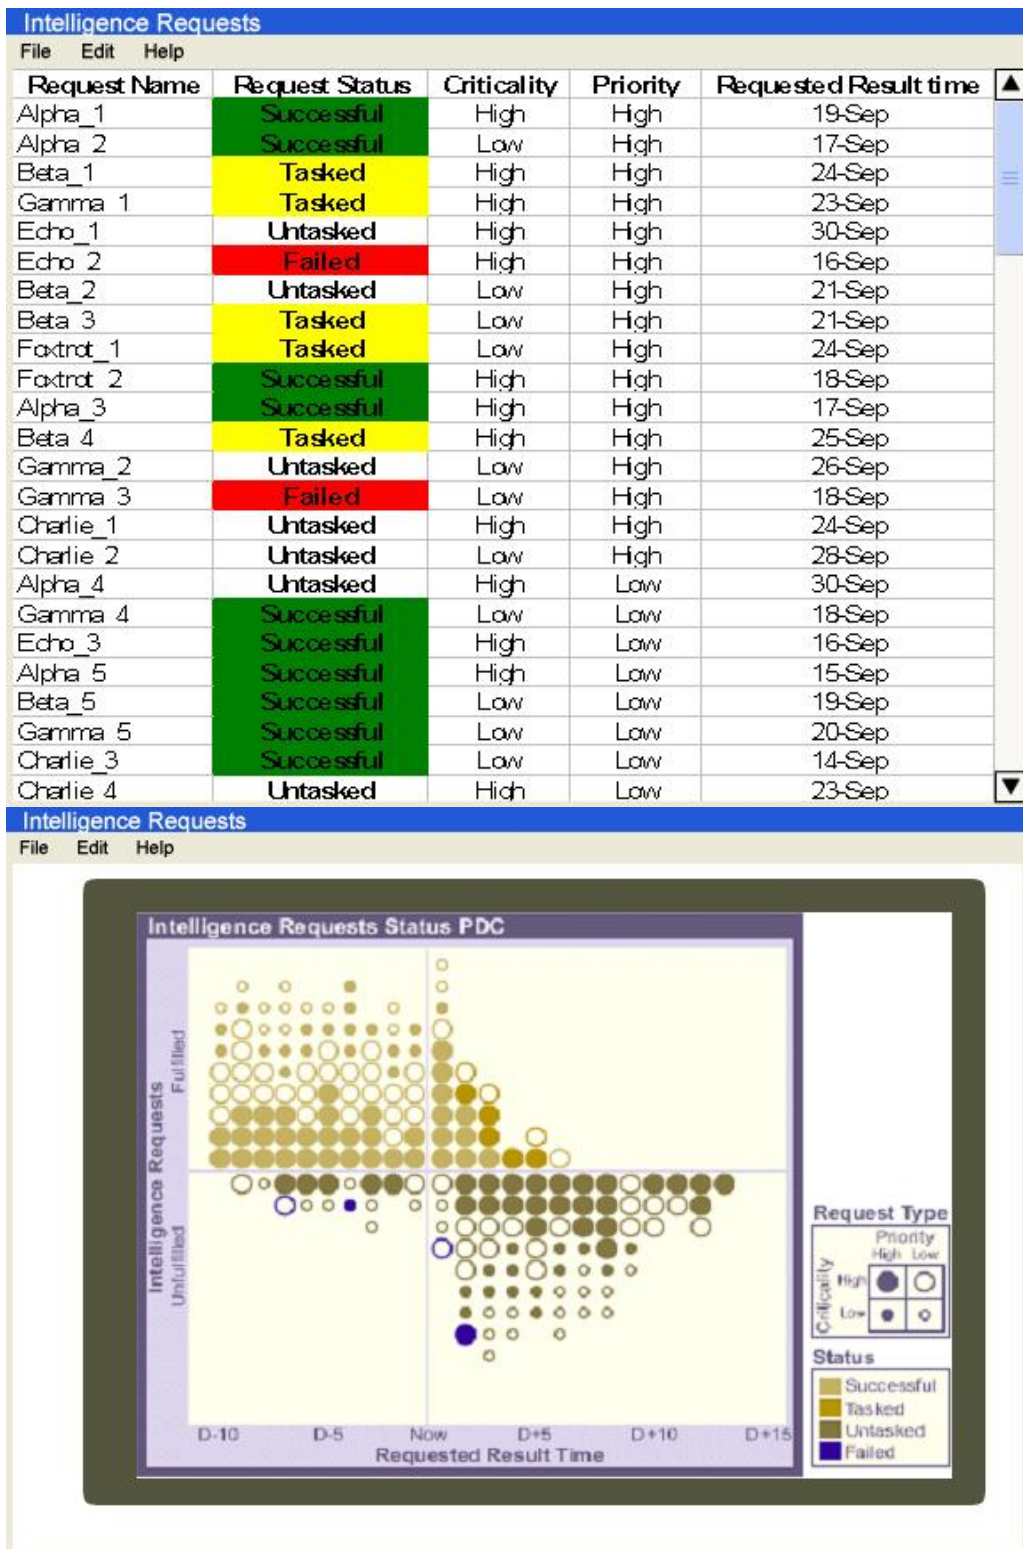 Intelligence Requests
File Edit Help
Request Name Request Status Criticality Priority Requested Result time
Alpha_1 Successful High High 19-Sep
Alpha_2 Successful Low High 17-Sep
Beta_1 Tasked High High 24-Sep
Gamma_1 Tasked High High 23-Sep
Echo_1 Untasked High High 30-Sep
Echo_2 Failed High High 16-Sep
Beta_2 Untasked Low High 21-Sep
Beta_3 Tasked Low High 21-Sep
Foxtrot_1 Tasked Low High 24-Sep
Foxtrot_2 Successful High High 18-Sep
Alpha_3 Successful High High 17-Sep
Beta_4 Tasked High High 25-Sep
Gamma_2 Untasked Low High 26-Sep
Gamma_3 Failed Low High 18-Sep
Charlie_1 Untasked High High 24-Sep
Charlie_2 Untasked Low High 28-Sep
Alpha_4 Untasked High Low 30-Sep
Gamma_4 Successful Low Low 18-Sep
Echo_3 Successful High Low 16-Sep
Alpha_5 Successful High Low 15-Sep
Beta_5 Successful Low Low 19-Sep
Gamma_5 Successful Low Low 20-Sep
Charlie_3 Successful Low Low 14-Sep
Charlie_4 Untasked High Low 23-Sep
Intelligence Requests
File Edit Help
Intelligence Requests Status PDC
Intelligence Requests
Fulfilled
Unfulfilled
D-10 D-5 Now D+5 D+10 D+15
Requested Result Time
Request Type
Priority
High Low
Criticality
High
Low
Status
Successful
Tasked
Untasked
Failed